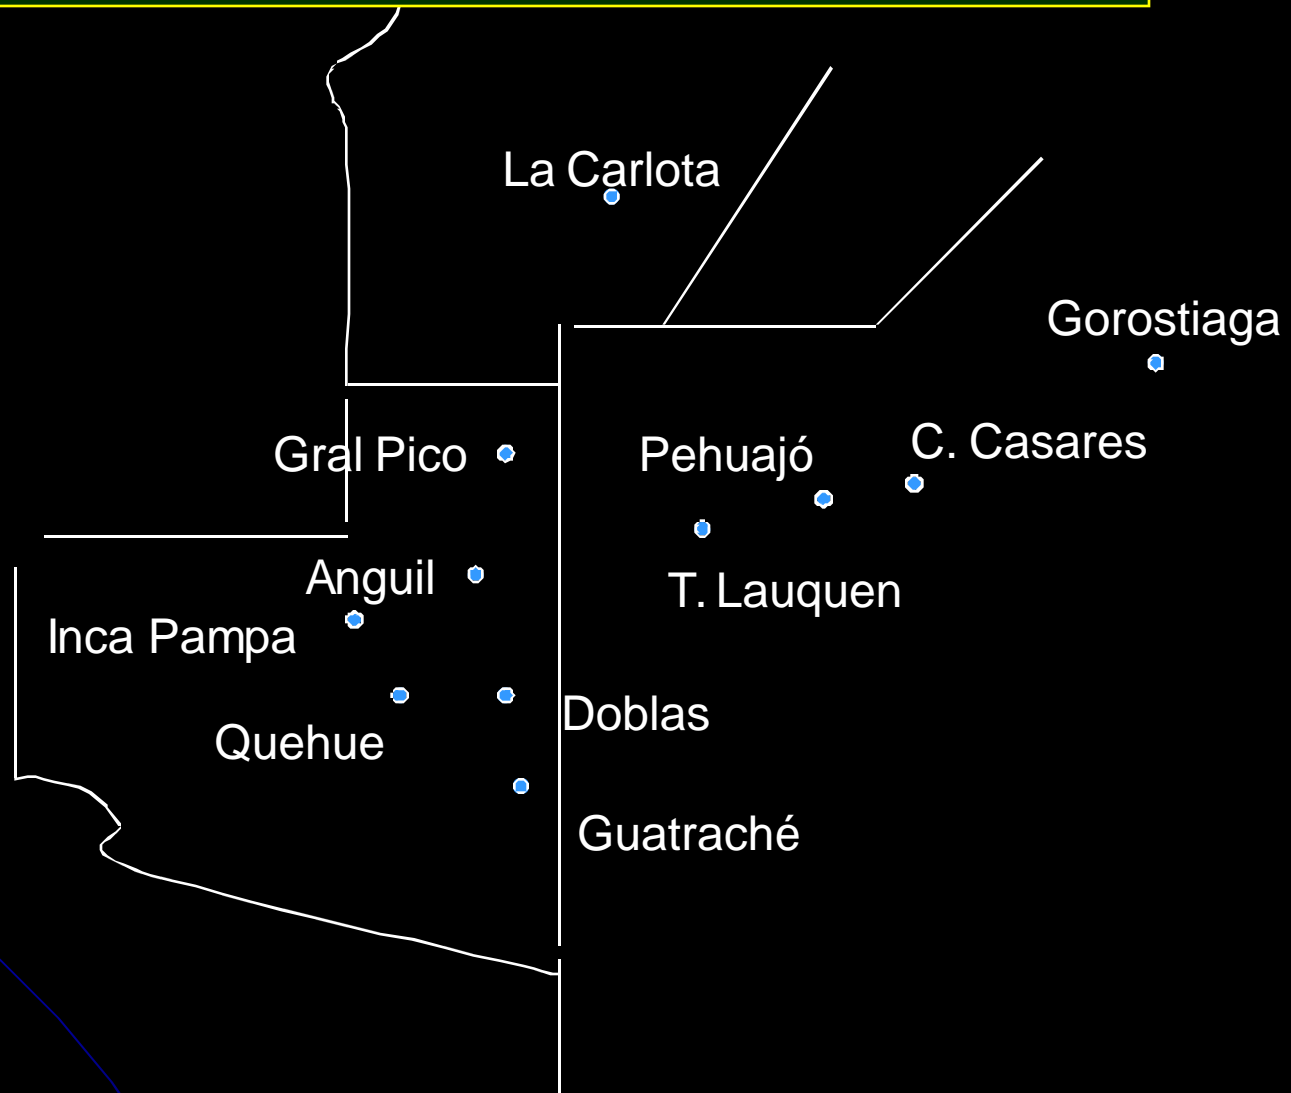 La Carlota
Gorostiaga
Gral Pico
Pehuajó
C. Casares
Anguil
T. Lauquen
Inca Pampa
Doblas
Quehue
Guatraché